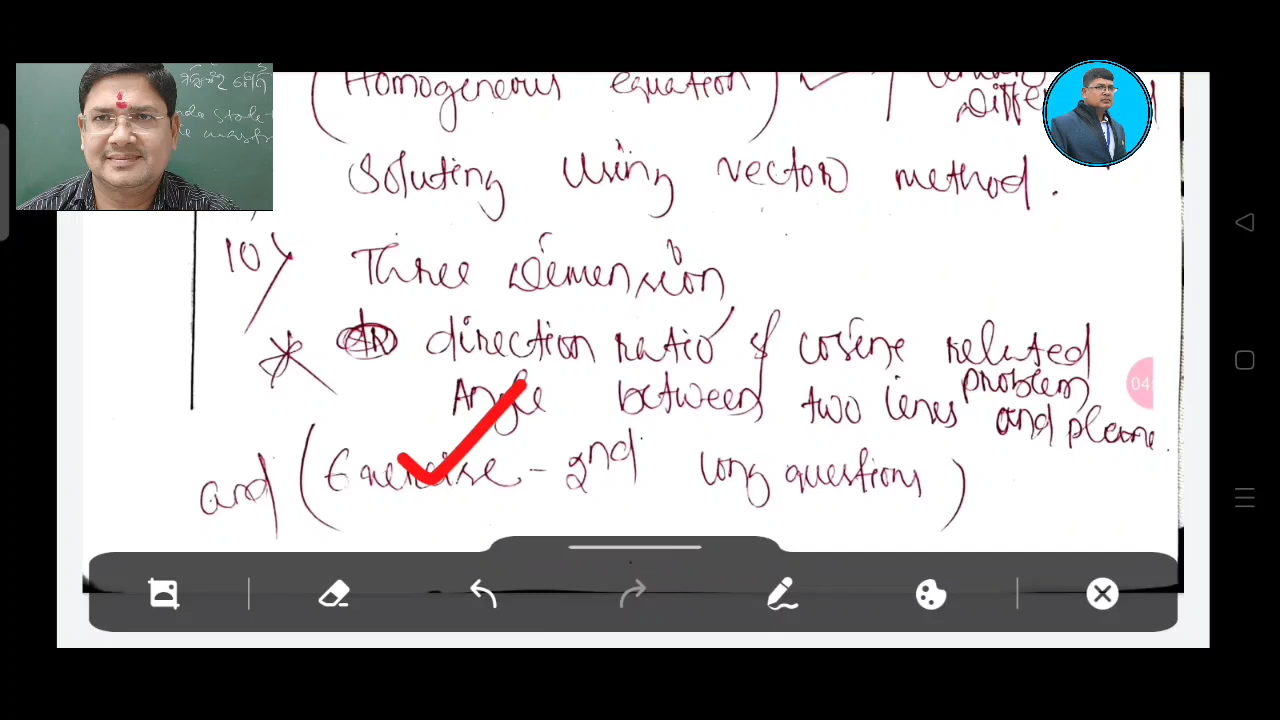 (Homogeneous equation)
Soluting using vector method.
10) Three Dimension
* direction ratio & cosine related problem
Angle between two lines and plane.
and (Exercise - 2nd long questions)
04